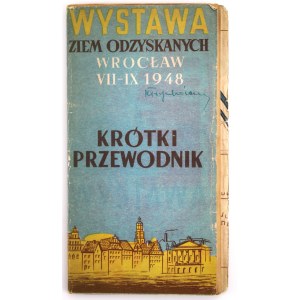 WYSTAWA
ZIEM ODZYSKANYCH
WROCŁAW
VII-IX 1948
KRÓTKI
PRZEWODNIK